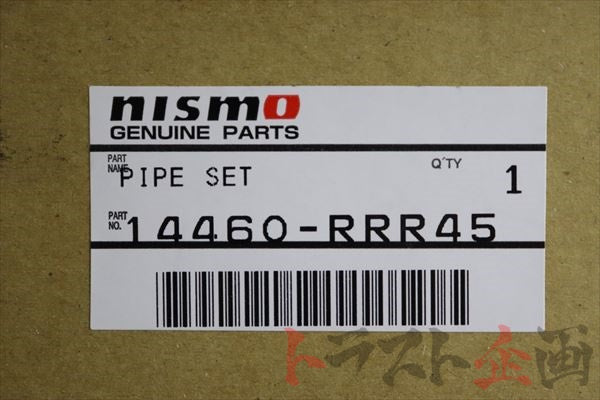 nismo
GENUINE PARTS
PART NAME PIPE SET Q'TY 1
PART NO. 14460-RRR45
トラスト企画